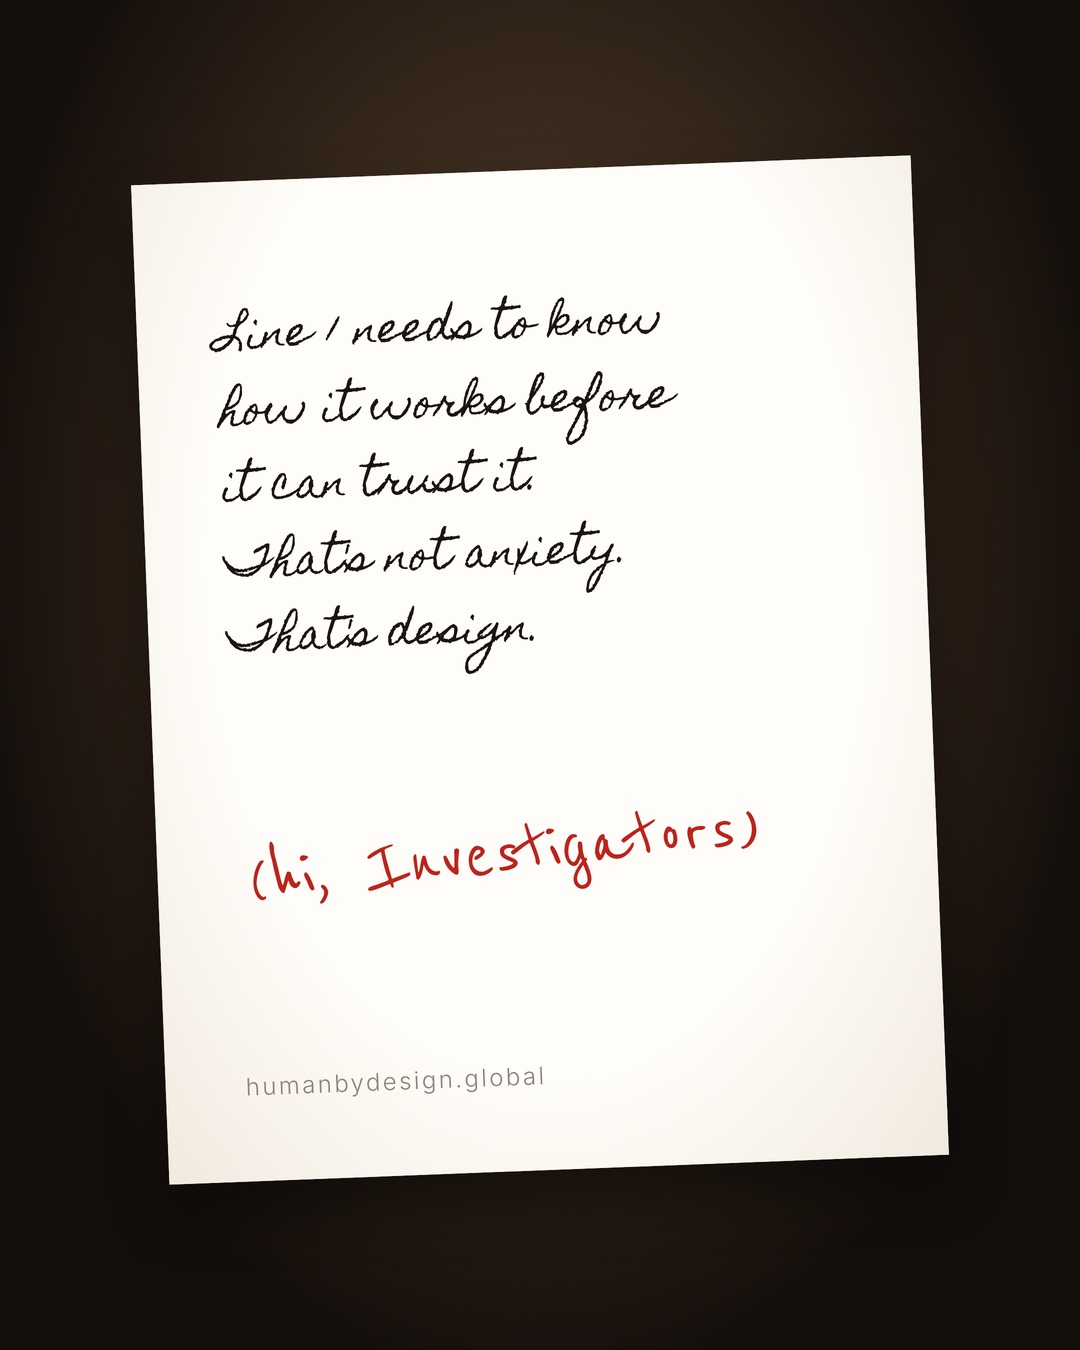 Line 1 needs to know
how it works before
it can trust it.
That's not anxiety.
That's design.
(hi, Investigators)
humanbydesign.global